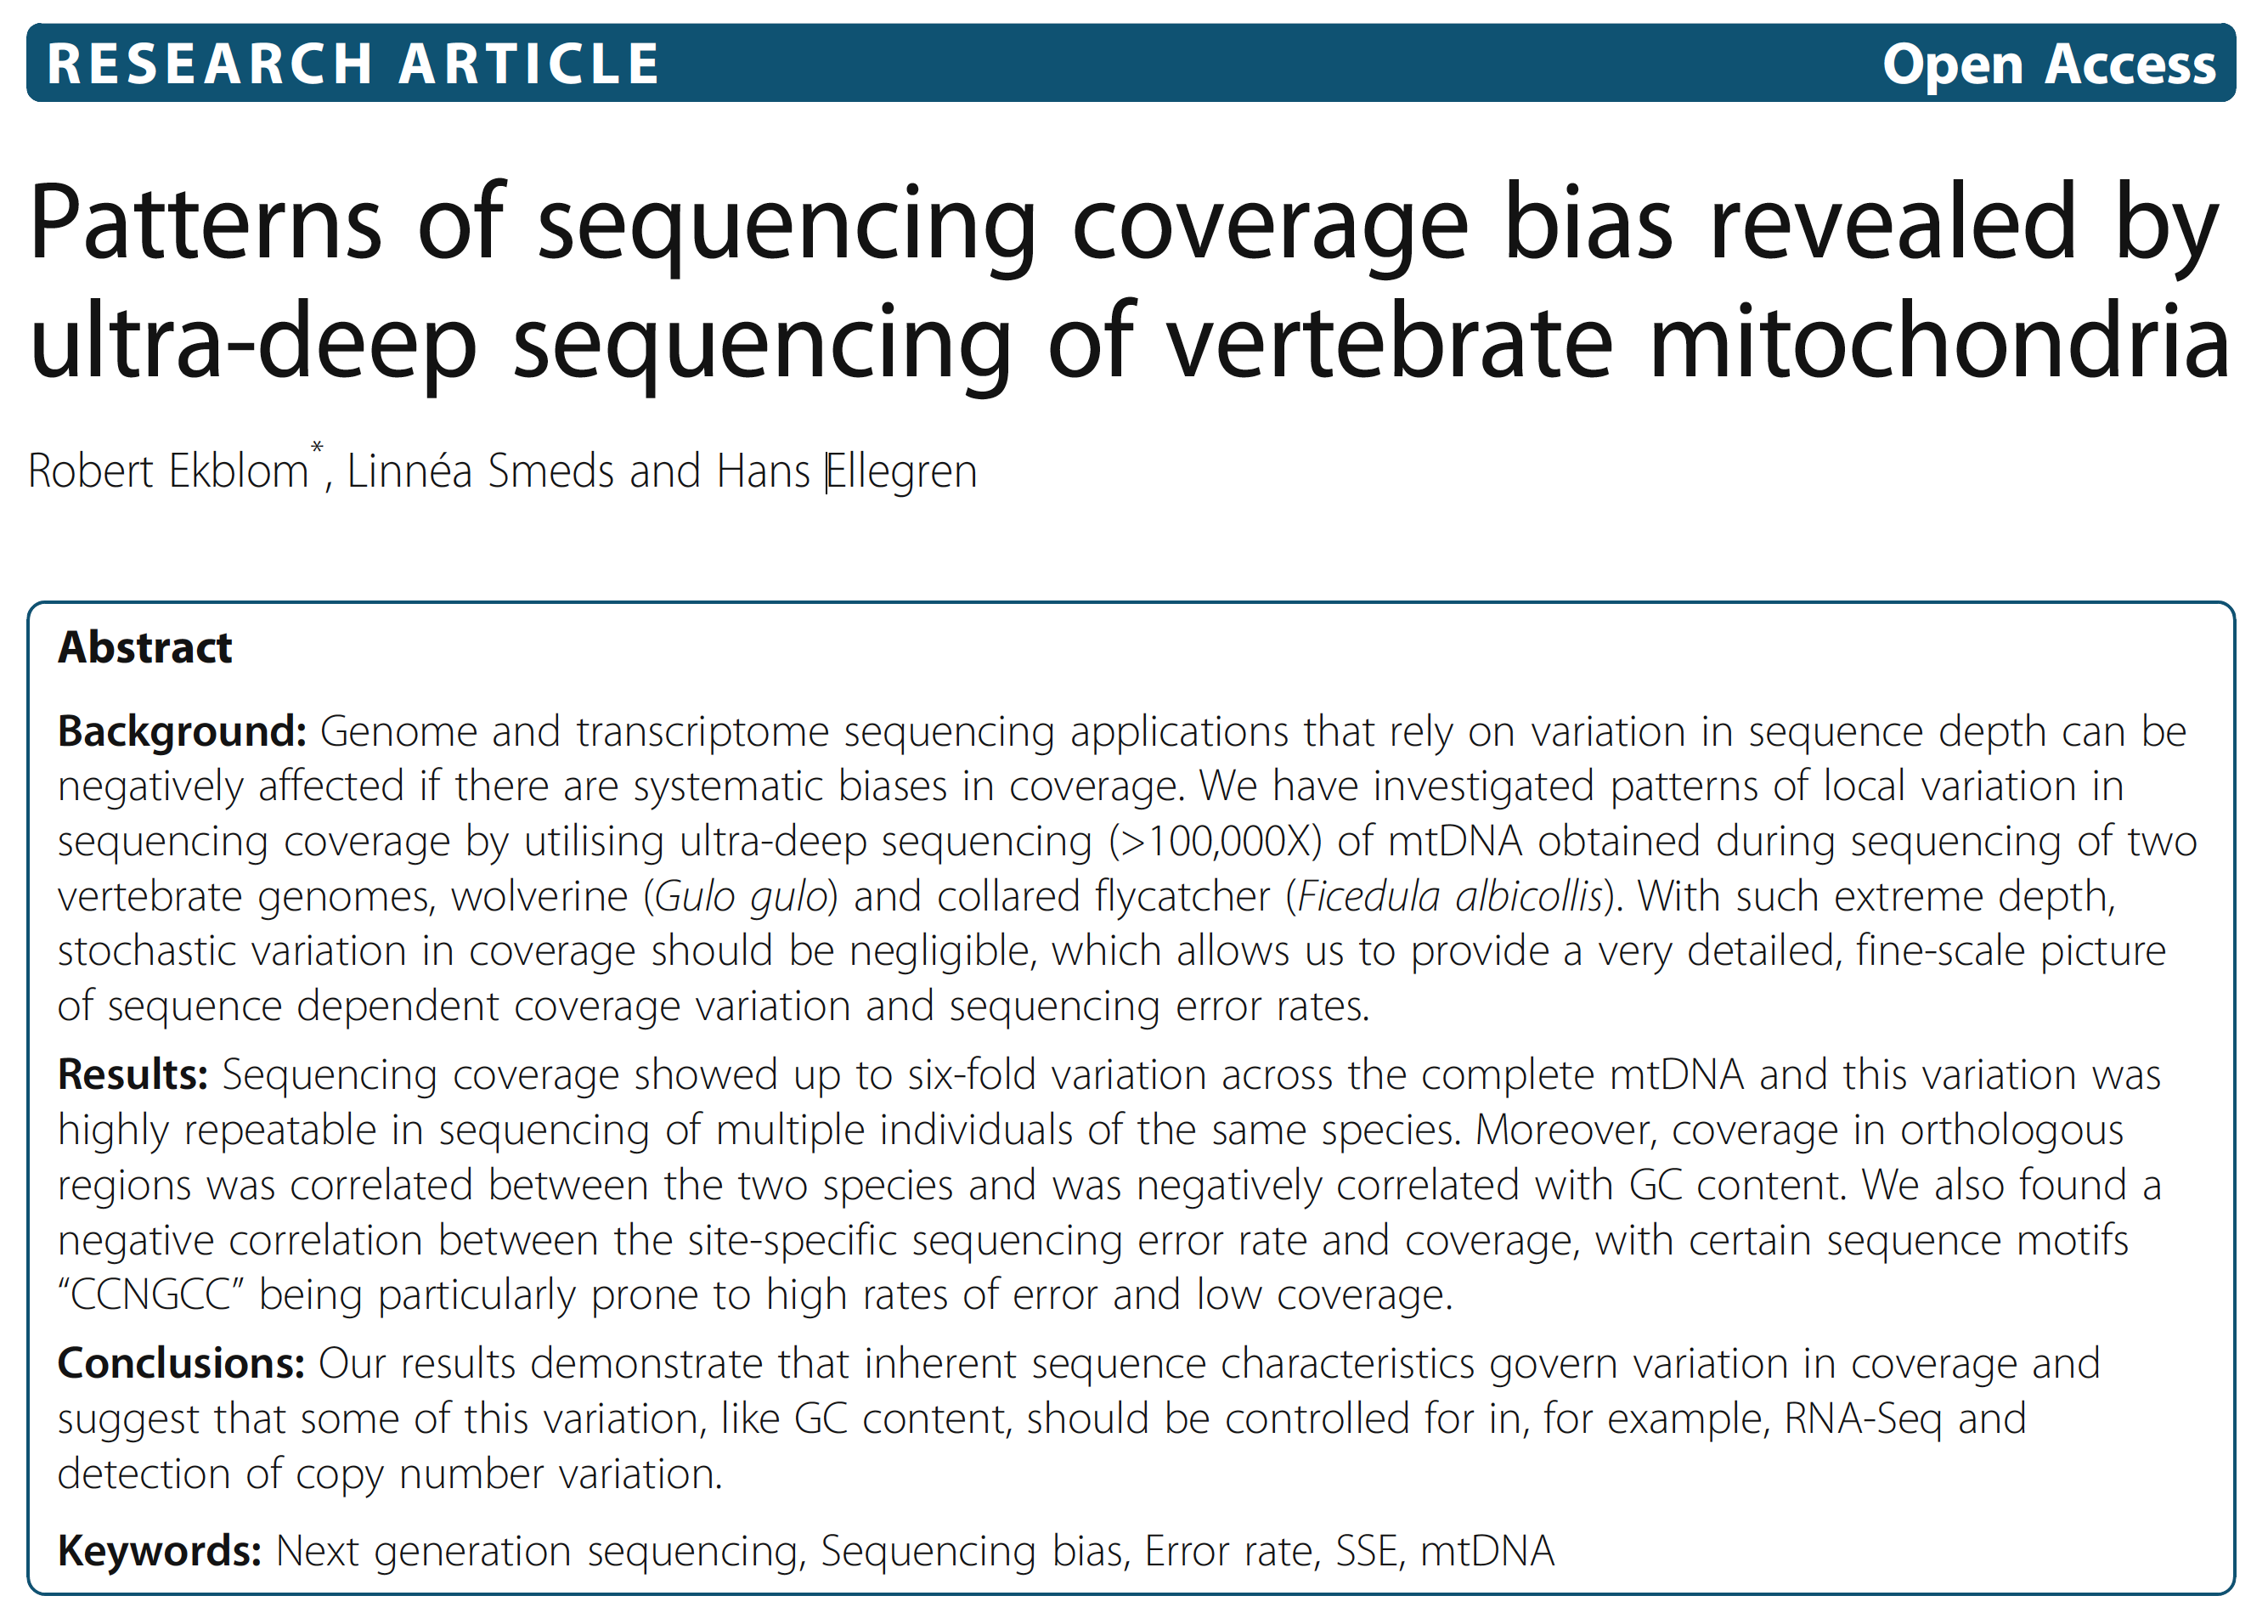 RESEARCH ARTICLE Open Access
Patterns of sequencing coverage bias revealed by
ultra-deep sequencing of vertebrate mitochondria
Robert Ekblom*, Linnéa Smeds and Hans Ellegren
Abstract
Background: Genome and transcriptome sequencing applications that rely on variation in sequence depth can be
negatively affected if there are systematic biases in coverage. We have investigated patterns of local variation in
sequencing coverage by utilising ultra-deep sequencing (>100,000X) of mtDNA obtained during sequencing of two
vertebrate genomes, wolverine (Gulo gulo) and collared flycatcher (Ficedula albicollis). With such extreme depth,
stochastic variation in coverage should be negligible, which allows us to provide a very detailed, fine-scale picture
of sequence dependent coverage variation and sequencing error rates.
Results: Sequencing coverage showed up to six-fold variation across the complete mtDNA and this variation was
highly repeatable in sequencing of multiple individuals of the same species. Moreover, coverage in orthologous
regions was correlated between the two species and was negatively correlated with GC content. We also found a
negative correlation between the site-specific sequencing error rate and coverage, with certain sequence motifs
“CCNGCC” being particularly prone to high rates of error and low coverage.
Conclusions: Our results demonstrate that inherent sequence characteristics govern variation in coverage and
suggest that some of this variation, like GC content, should be controlled for in, for example, RNA-Seq and
detection of copy number variation.
Keywords: Next generation sequencing, Sequencing bias, Error rate, SSE, mtDNA